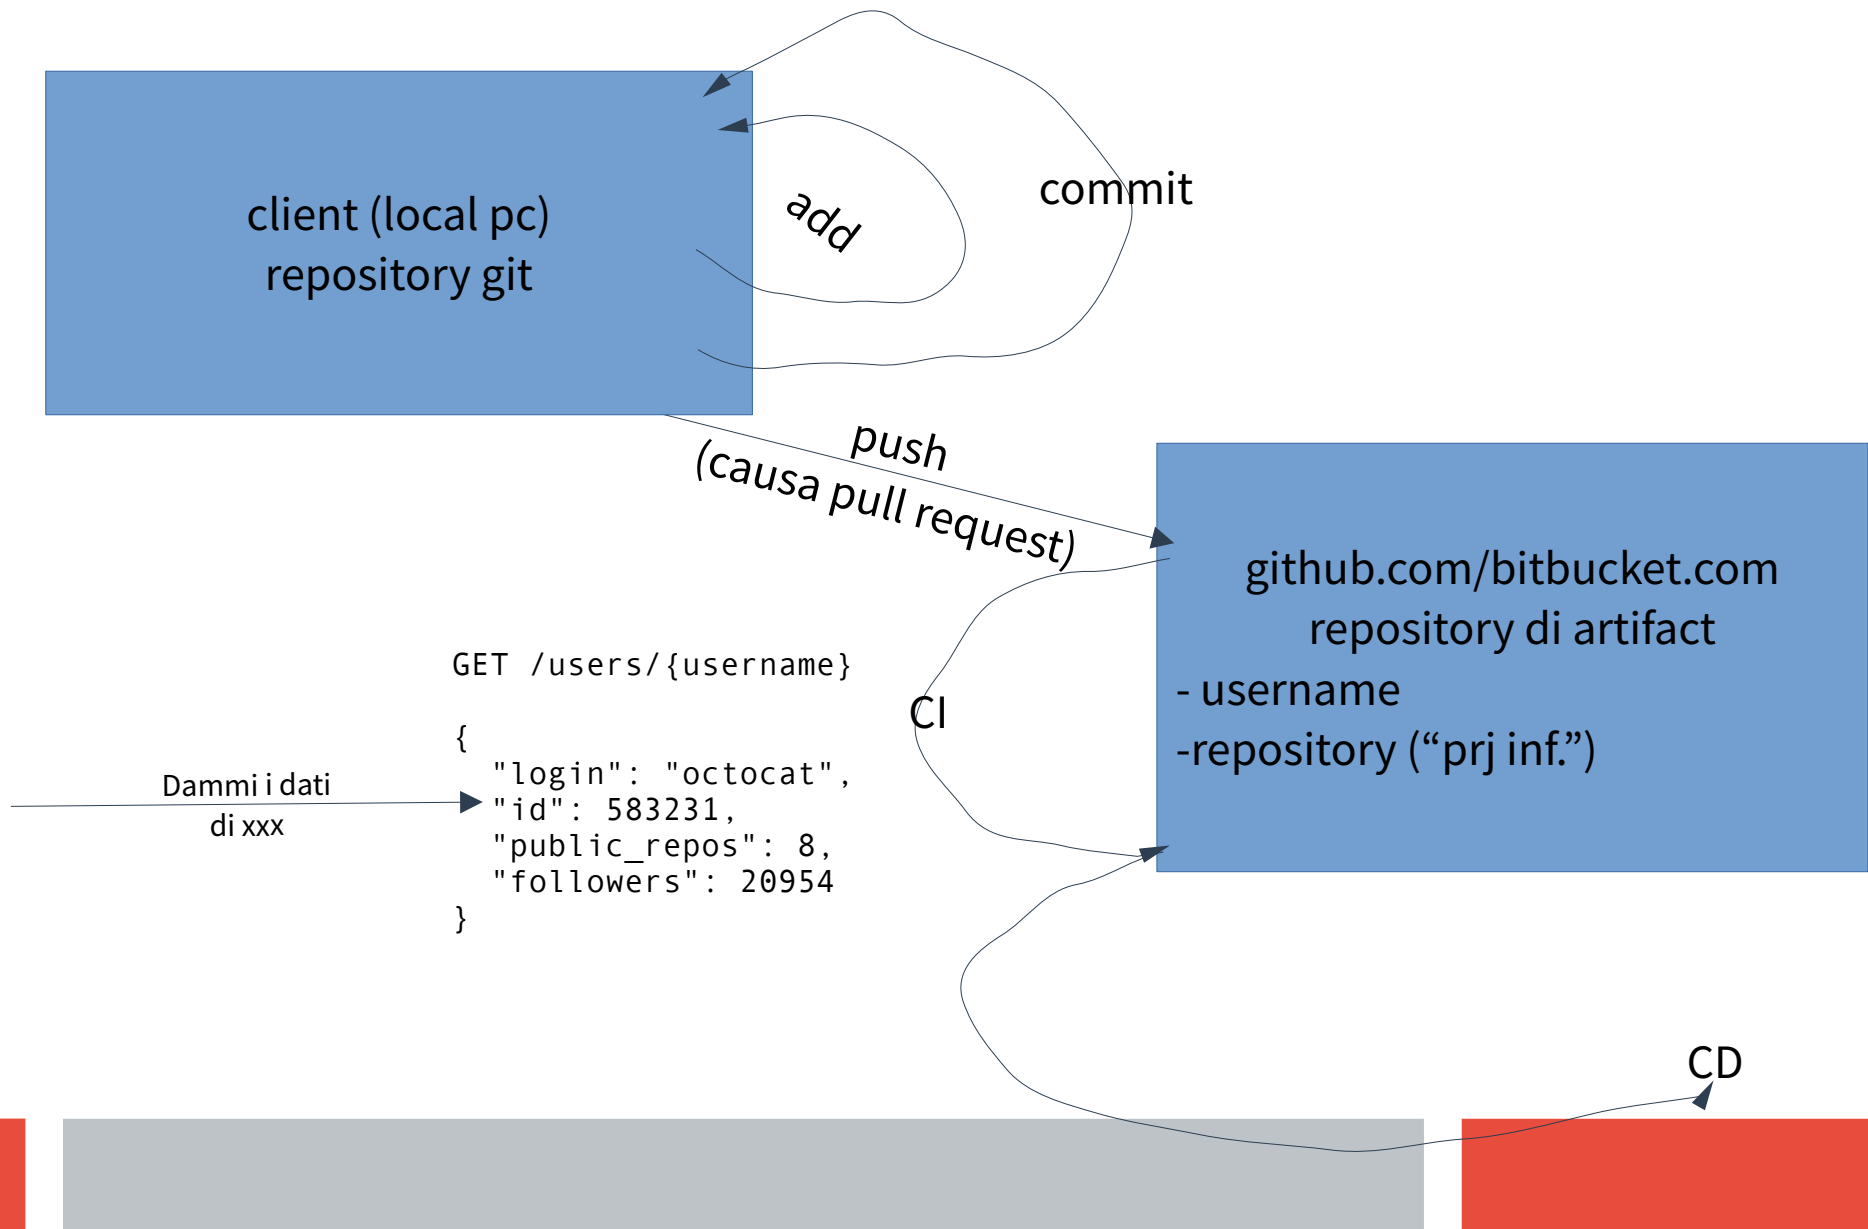 client (local pc)
repository git
add
commit
push
(causa pull request)
github.com/bitbucket.com
repository di artifact
- username
-repository (“prj inf.”)
GET /users/{username}
{
  "login": "octocat",
  "id": 583231,
  "public_repos": 8,
  "followers": 20954
}
Dammi i dati
di xxx
CI
CD